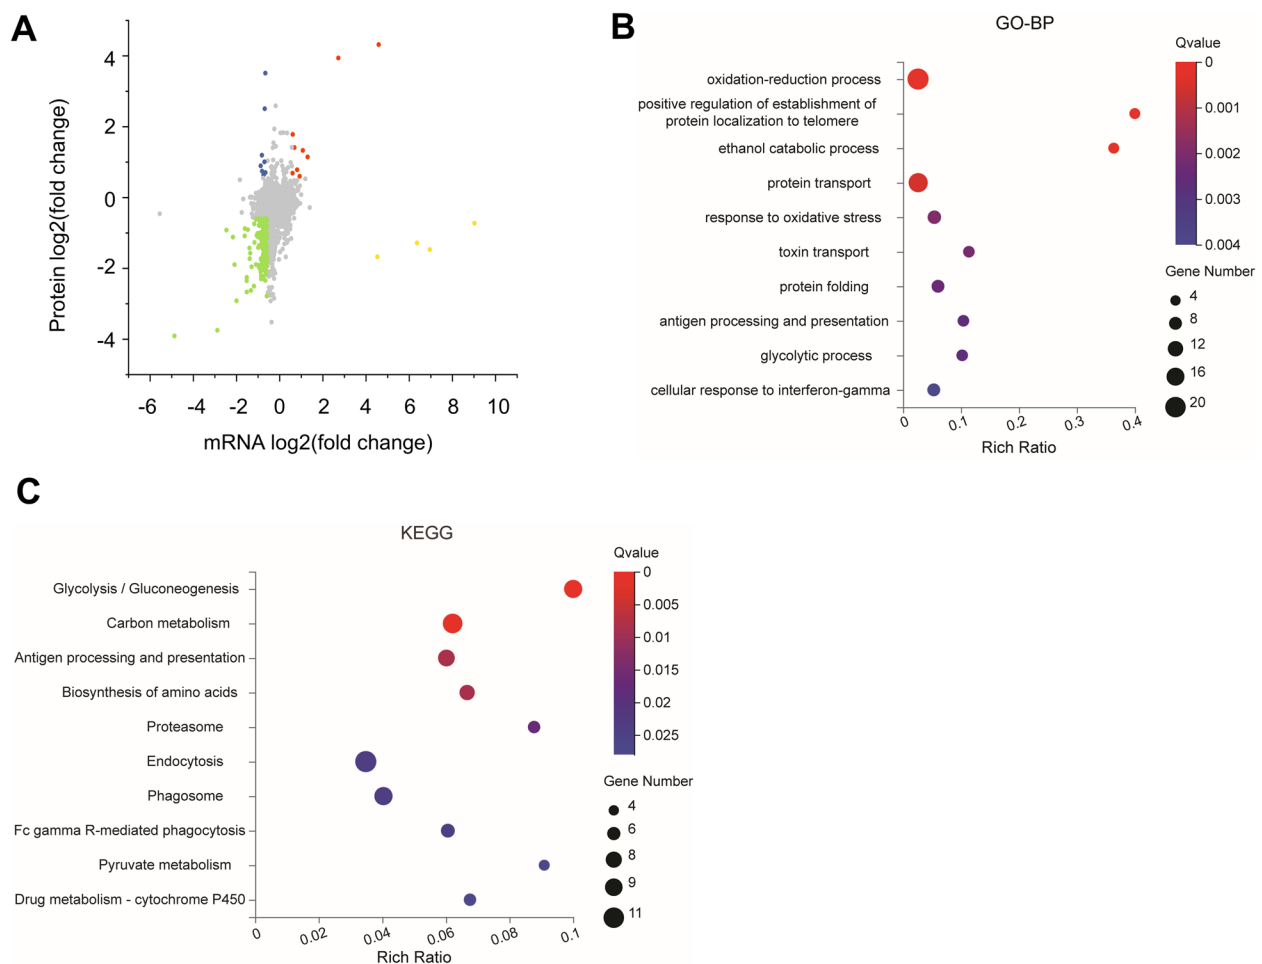 A
Protein log2(fold change)
4
2
0
-2
-4
-6
-4
-2
0
2
4
6
8
10
mRNA log2(fold change)
B
GO-BP
oxidation-reduction process
positive regulation of establishment of
protein localization to telomere
ethanol catabolic process
protein transport
response to oxidative stress
toxin transport
protein folding
antigen processing and presentation
glycolytic process
cellular response to interferon-gamma
0
0.1
0.2
0.3
0.4
Rich Ratio
Qvalue
0
0.001
0.002
0.003
0.004
Gene Number
4
8
12
16
20
C
KEGG
Glycolysis / Gluconeogenesis
Carbon metabolism
Antigen processing and presentation
Biosynthesis of amino acids
Proteasome
Endocytosis
Phagosome
Fc gamma R-mediated phagocytosis
Pyruvate metabolism
Drug metabolism - cytochrome P450
0
0.02
0.04
0.06
0.08
0.1
Rich Ratio
Qvalue
0
0.005
0.01
0.015
0.02
0.025
Gene Number
4
6
8
9
11